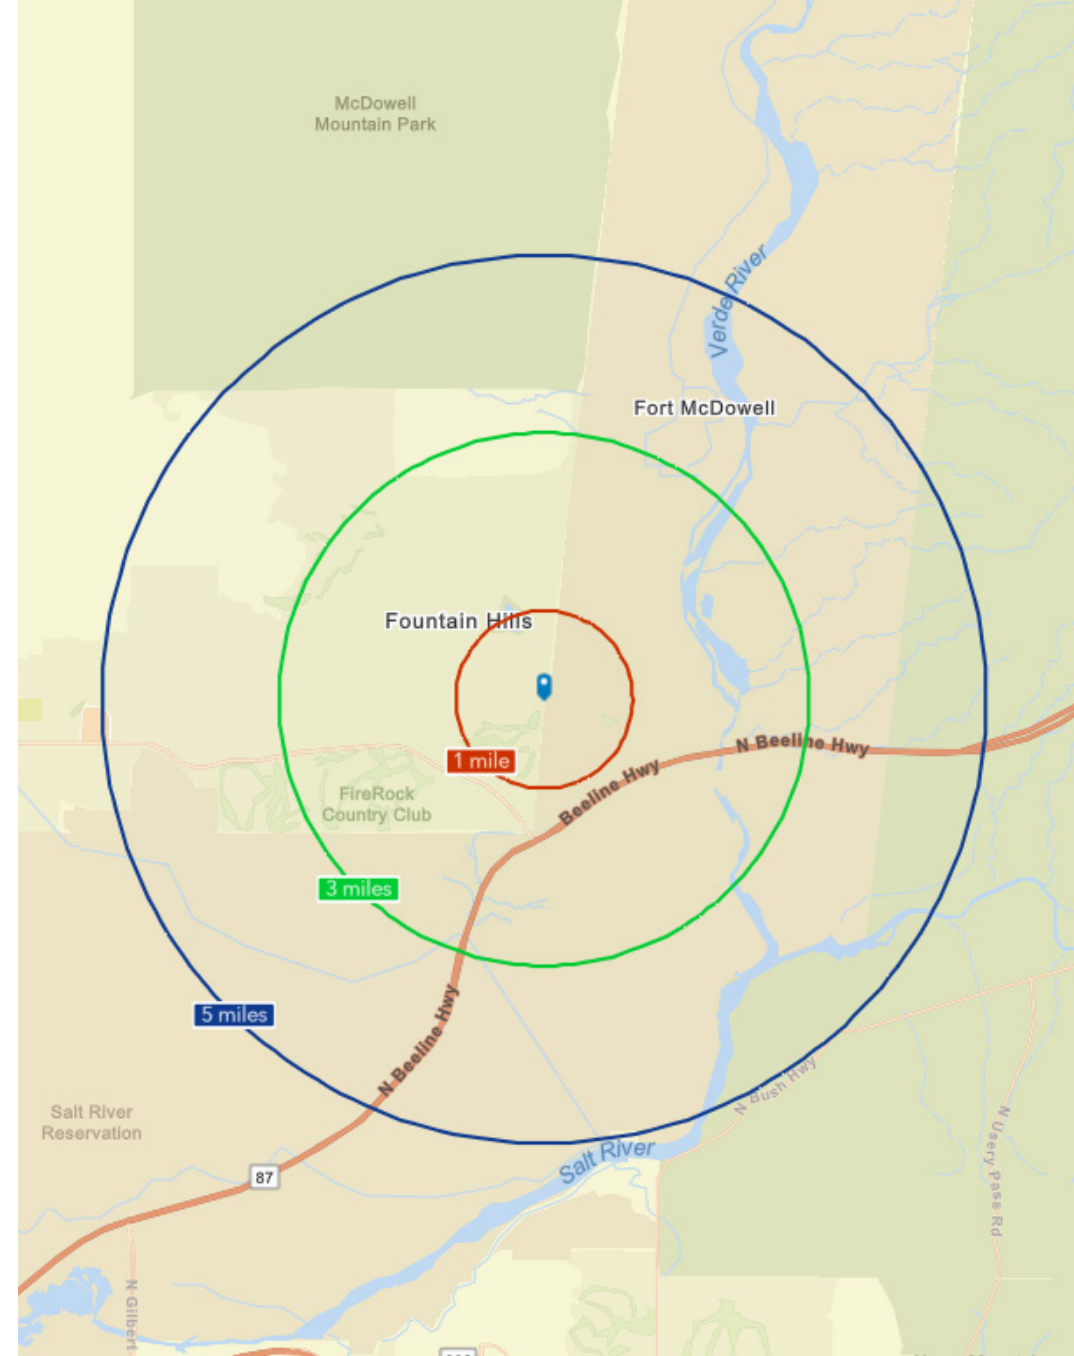 McDowell
Mountain Park
Verde River
Fort McDowell
Fountain Hills
N Beeline Hwy
1 mile
Beeline Hwy
FireRock
Country Club
3 miles
5 miles
N Beeline Hwy
N Bush Hwy
Salt River
Reservation
N Usery Pass Rd
Salt River
87
N Gilbert